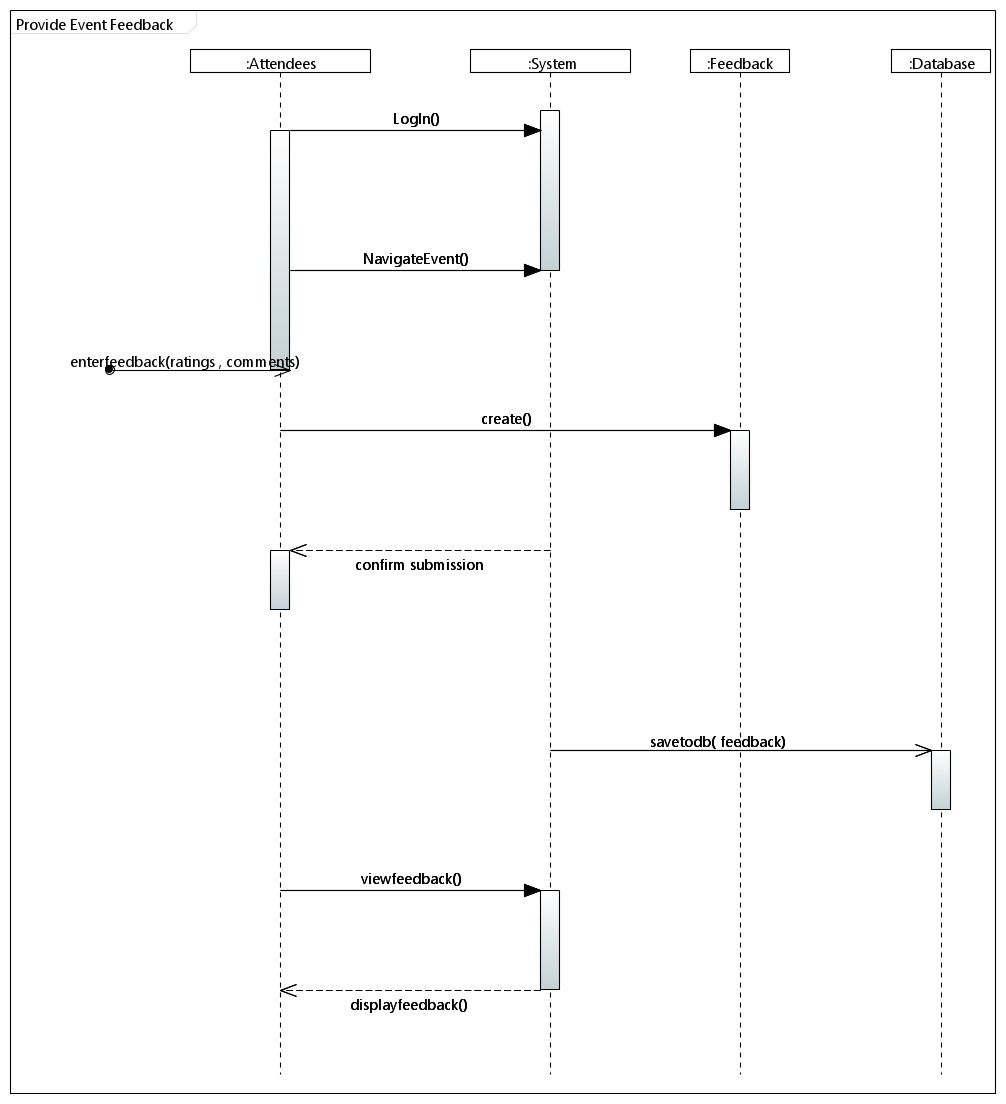 Provide Event Feedback
:Attendees
:System
:Feedback
:Database
LogIn()
NavigateEvent()
enterfeedback(ratings , comments)
create()
confirm submission
savetodb( feedback)
viewfeedback()
displayfeedback()